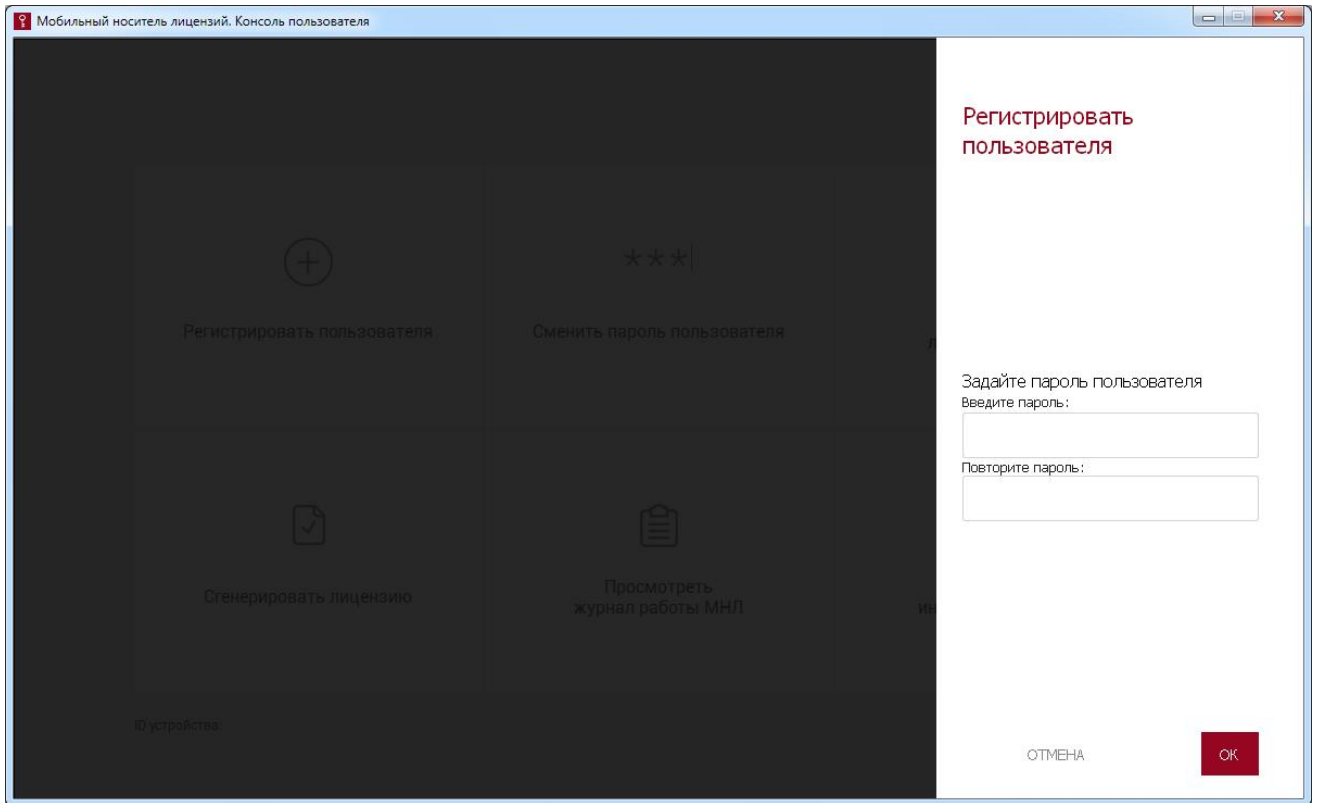 Мобильный носитель лицензий. Консоль пользователя
Регистрировать
пользователя
***
Регистрировать пользователя
Сменить пароль пользователя
Задайте пароль пользователя
Введите пароль:
Повторите пароль:
Сгенерировать лицензию
Просмотреть
журнал работы МНЛ
ID устройства:
ОТМЕНА
ОК